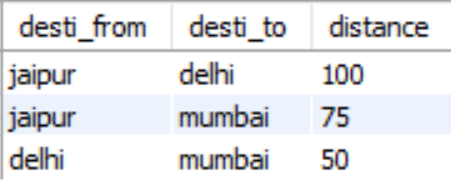 desti_from desti_to distance
jaipur delhi 100
jaipur mumbai 75
delhi mumbai 50